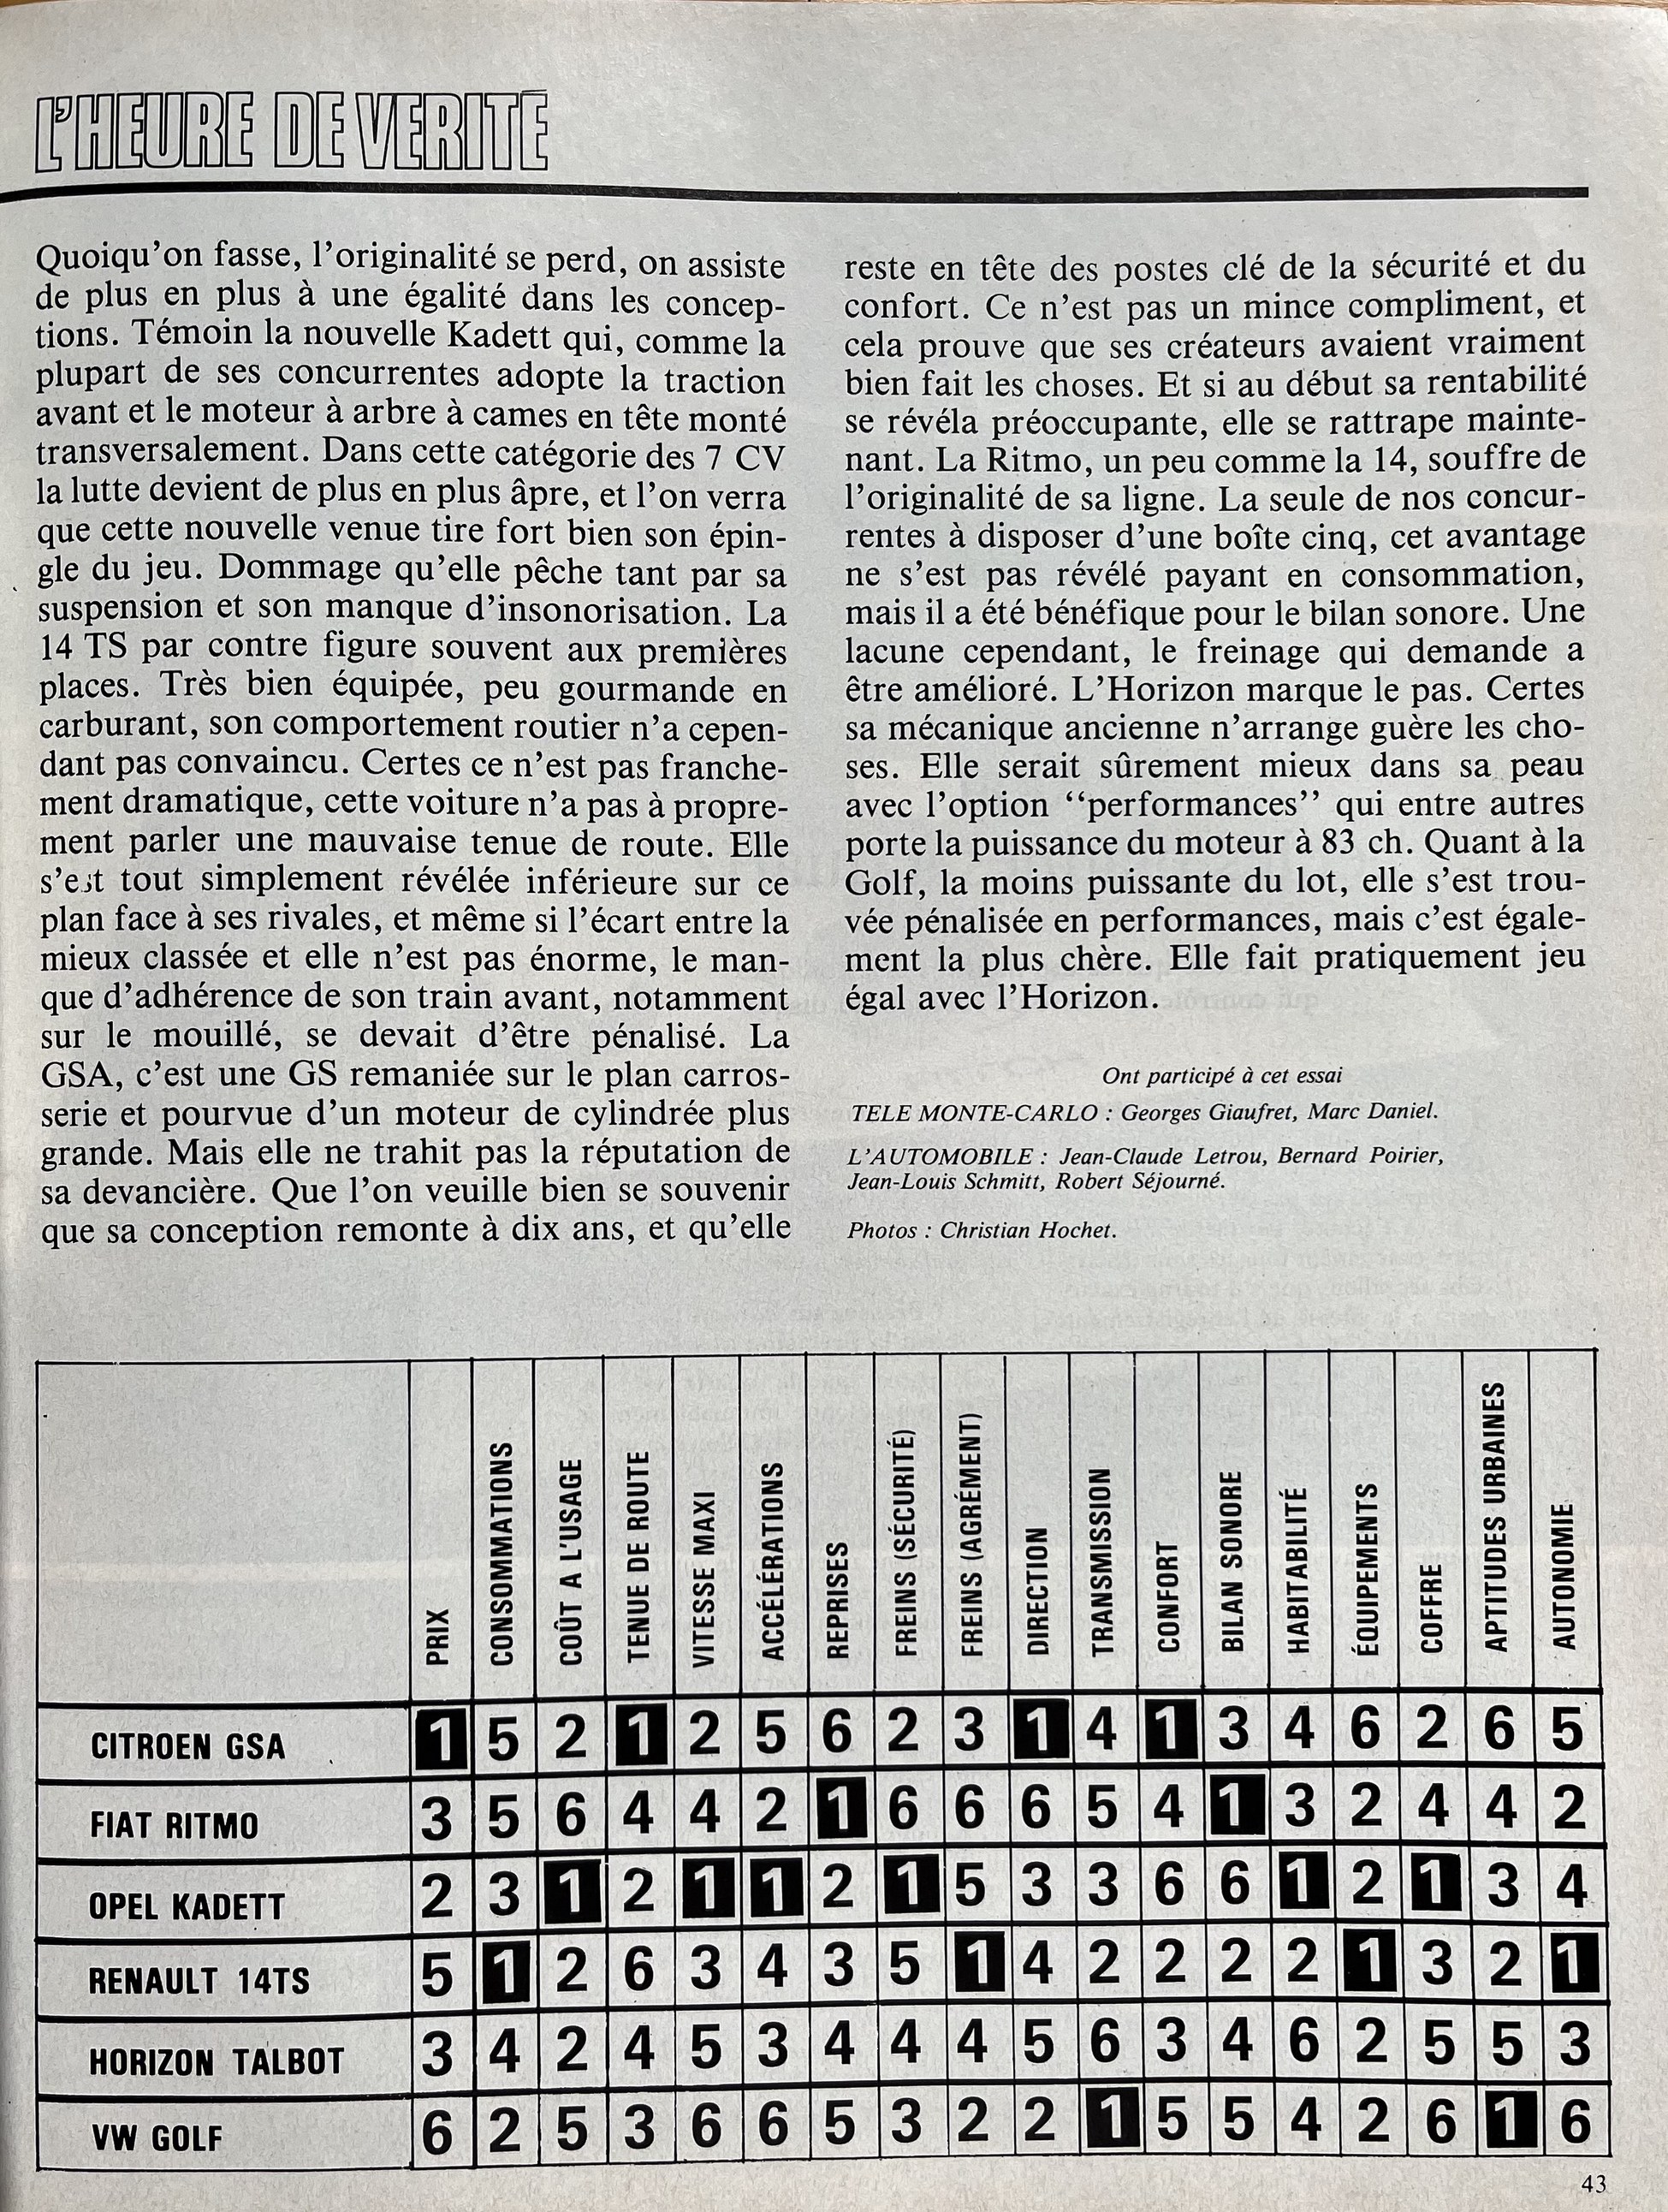 L'HEURE DE VERITÉ
Quoiqu'on fasse, l'originalité se perd, on assiste
de plus en plus à une égalité dans les concep-
tions. Témoin la nouvelle Kadett qui, comme la
plupart de ses concurrentes adopte la traction
avant et le moteur à arbre à cames en tête monté
transversalement. Dans cette catégorie des 7 CV
la lutte devient de plus en plus âpre, et l'on verra
que cette nouvelle venue tire fort bien son épin-
gle du jeu. Dommage qu'elle pêche tant par sa
suspension et son manque d'insonorisation. La
14 TS par contre figure souvent aux premières
places. Très bien équipée, peu gourmande en
carburant, son comportement routier n'a cepen-
dant pas convaincu. Certes ce n'est pas franche-
ment dramatique, cette voiture n'a pas à propre-
ment parler une mauvaise tenue de route. Elle
s'est tout simplement révélée inférieure sur ce
plan face à ses rivales, et même si l'écart entre la
mieux classée et elle n'est pas énorme, le man-
que d'adhérence de son train avant, notamment
sur le mouillé, se devait d'être pénalisé. La
GSA, c'est une GS remaniée sur le plan carros-
serie et pourvue d'un moteur de cylindrée plus
grande. Mais elle ne trahit pas la réputation de
sa devancière. Que l'on veuille bien se souvenir
que sa conception remonte à dix ans, et qu'elle
reste en tête des postes clé de la sécurité et du
confort. Ce n'est pas un mince compliment, et
cela prouve que ses créateurs avaient vraiment
bien fait les choses. Et si au début sa rentabilité
se révéla préoccupante, elle se rattrape mainte-
nant. La Ritmo, un peu comme la 14, souffre de
l'originalité de sa ligne. La seule de nos concur-
rentes à disposer d'une boîte cinq, cet avantage
ne s'est pas révélé payant en consommation,
mais il a été bénéfique pour le bilan sonore. Une
lacune cependant, le freinage qui demande a
être amélioré. L'Horizon marque le pas. Certes
sa mécanique ancienne n'arrange guère les cho-
ses. Elle serait sûrement mieux dans sa peau
avec l'option “performances” qui entre autres
porte la puissance du moteur à 83 ch. Quant à la
Golf, la moins puissante du lot, elle s'est trou-
vée pénalisée en performances, mais c'est égale-
ment la plus chère. Elle fait pratiquement jeu
égal avec l'Horizon.
Ont participé à cet essai
TELE MONTE-CARLO : Georges Giaufret, Marc Daniel.
L'AUTOMOBILE : Jean-Claude Letrou, Bernard Poirier,
Jean-Louis Schmitt, Robert Séjourné.
Photos : Christian Hochet.
PRIX
CONSOMMATIONS
COÛT A L'USAGE
TENUE DE ROUTE
VITESSE MAXI
ACCÉLÉRATIONS
REPRISES
FREINS (SÉCURITÉ)
FREINS (AGRÉMENT)
DIRECTION
TRANSMISSION
CONFORT
BILAN SONORE
HABITABILITÉ
ÉQUIPEMENTS
COFFRE
APTITUDES URBAINES
AUTONOMIE
CITROEN GSA 1 5 2 1 2 5 6 2 3 1 4 1 3 4 6 2 6 5
FIAT RITMO 3 5 6 4 4 2 1 6 6 6 5 4 1 3 2 4 4 2
OPEL KADETT 2 3 1 2 1 1 2 1 5 3 3 6 6 1 2 1 3 4
RENAULT 14TS 5 1 2 6 3 4 3 5 1 4 2 2 2 2 1 3 2 1
HORIZON TALBOT 3 4 2 4 5 3 4 4 4 5 6 3 4 6 2 5 5 3
VW GOLF 6 2 5 3 6 6 5 3 2 2 1 5 5 4 2 6 1 6
43